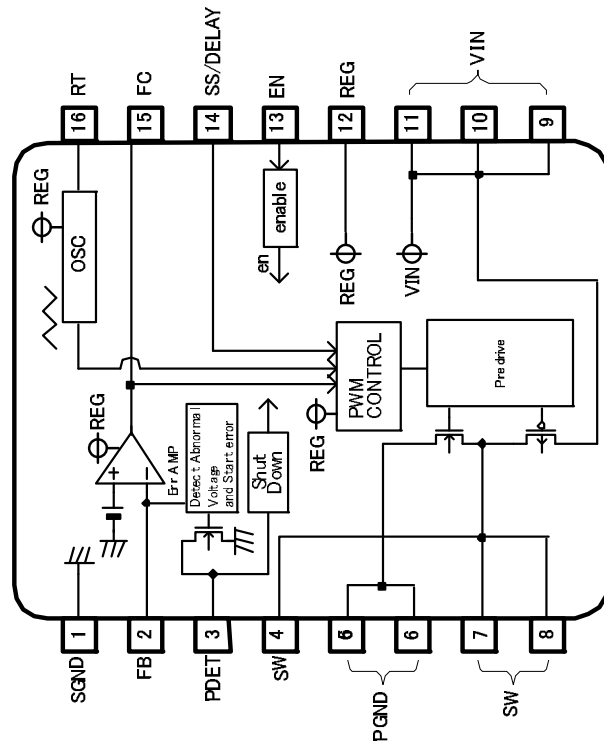 RT
FC
SS/DELAY
EN
REG
VIN
16
15
14
13
12
11
10
9
REG
OSC
enable
en
REG
VIN
REG
ErrAMP
+
−
Detect Abnormal
Voltage
and Start error
Shut
Down
REG
PWM
CONTROL
Predrive
1
2
3
4
5
6
7
8
SGND
FB
PDET
SW
PGND
SW